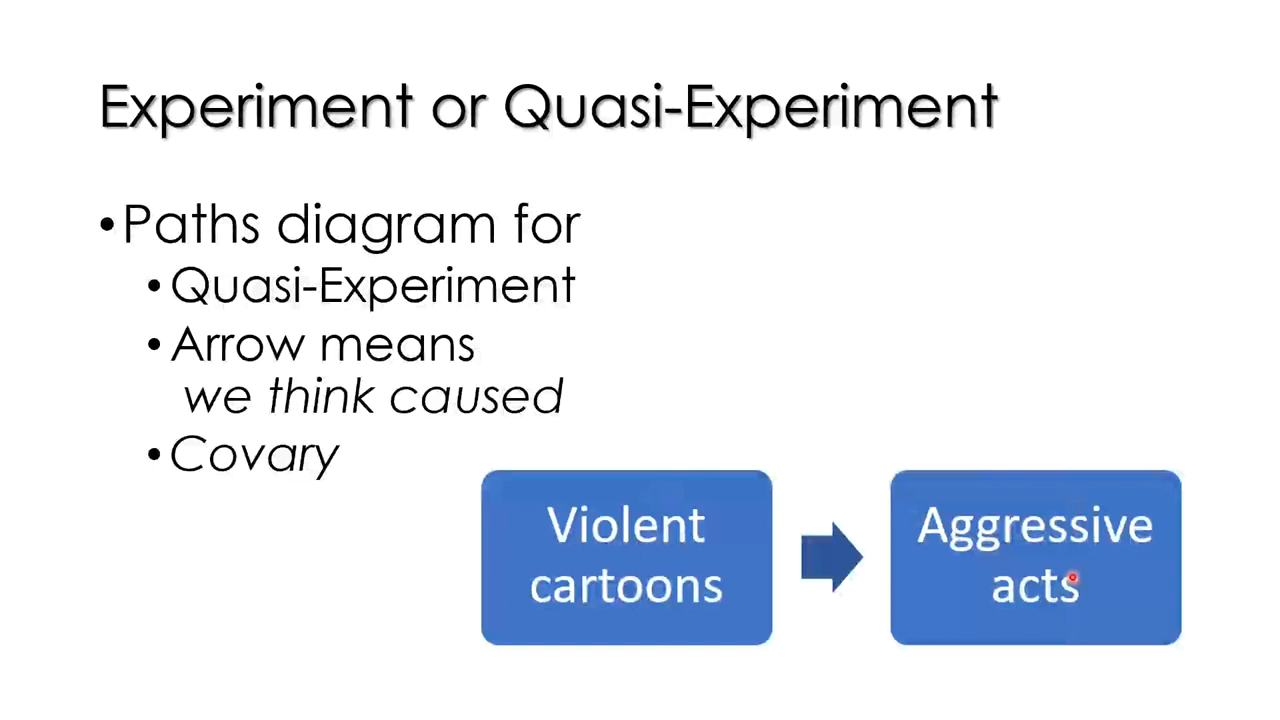 Experiment or Quasi-Experiment
•Paths diagram for
•Quasi-Experiment
•Arrow means
we think caused
•Covary
Violent
cartoons
Aggressive
acts